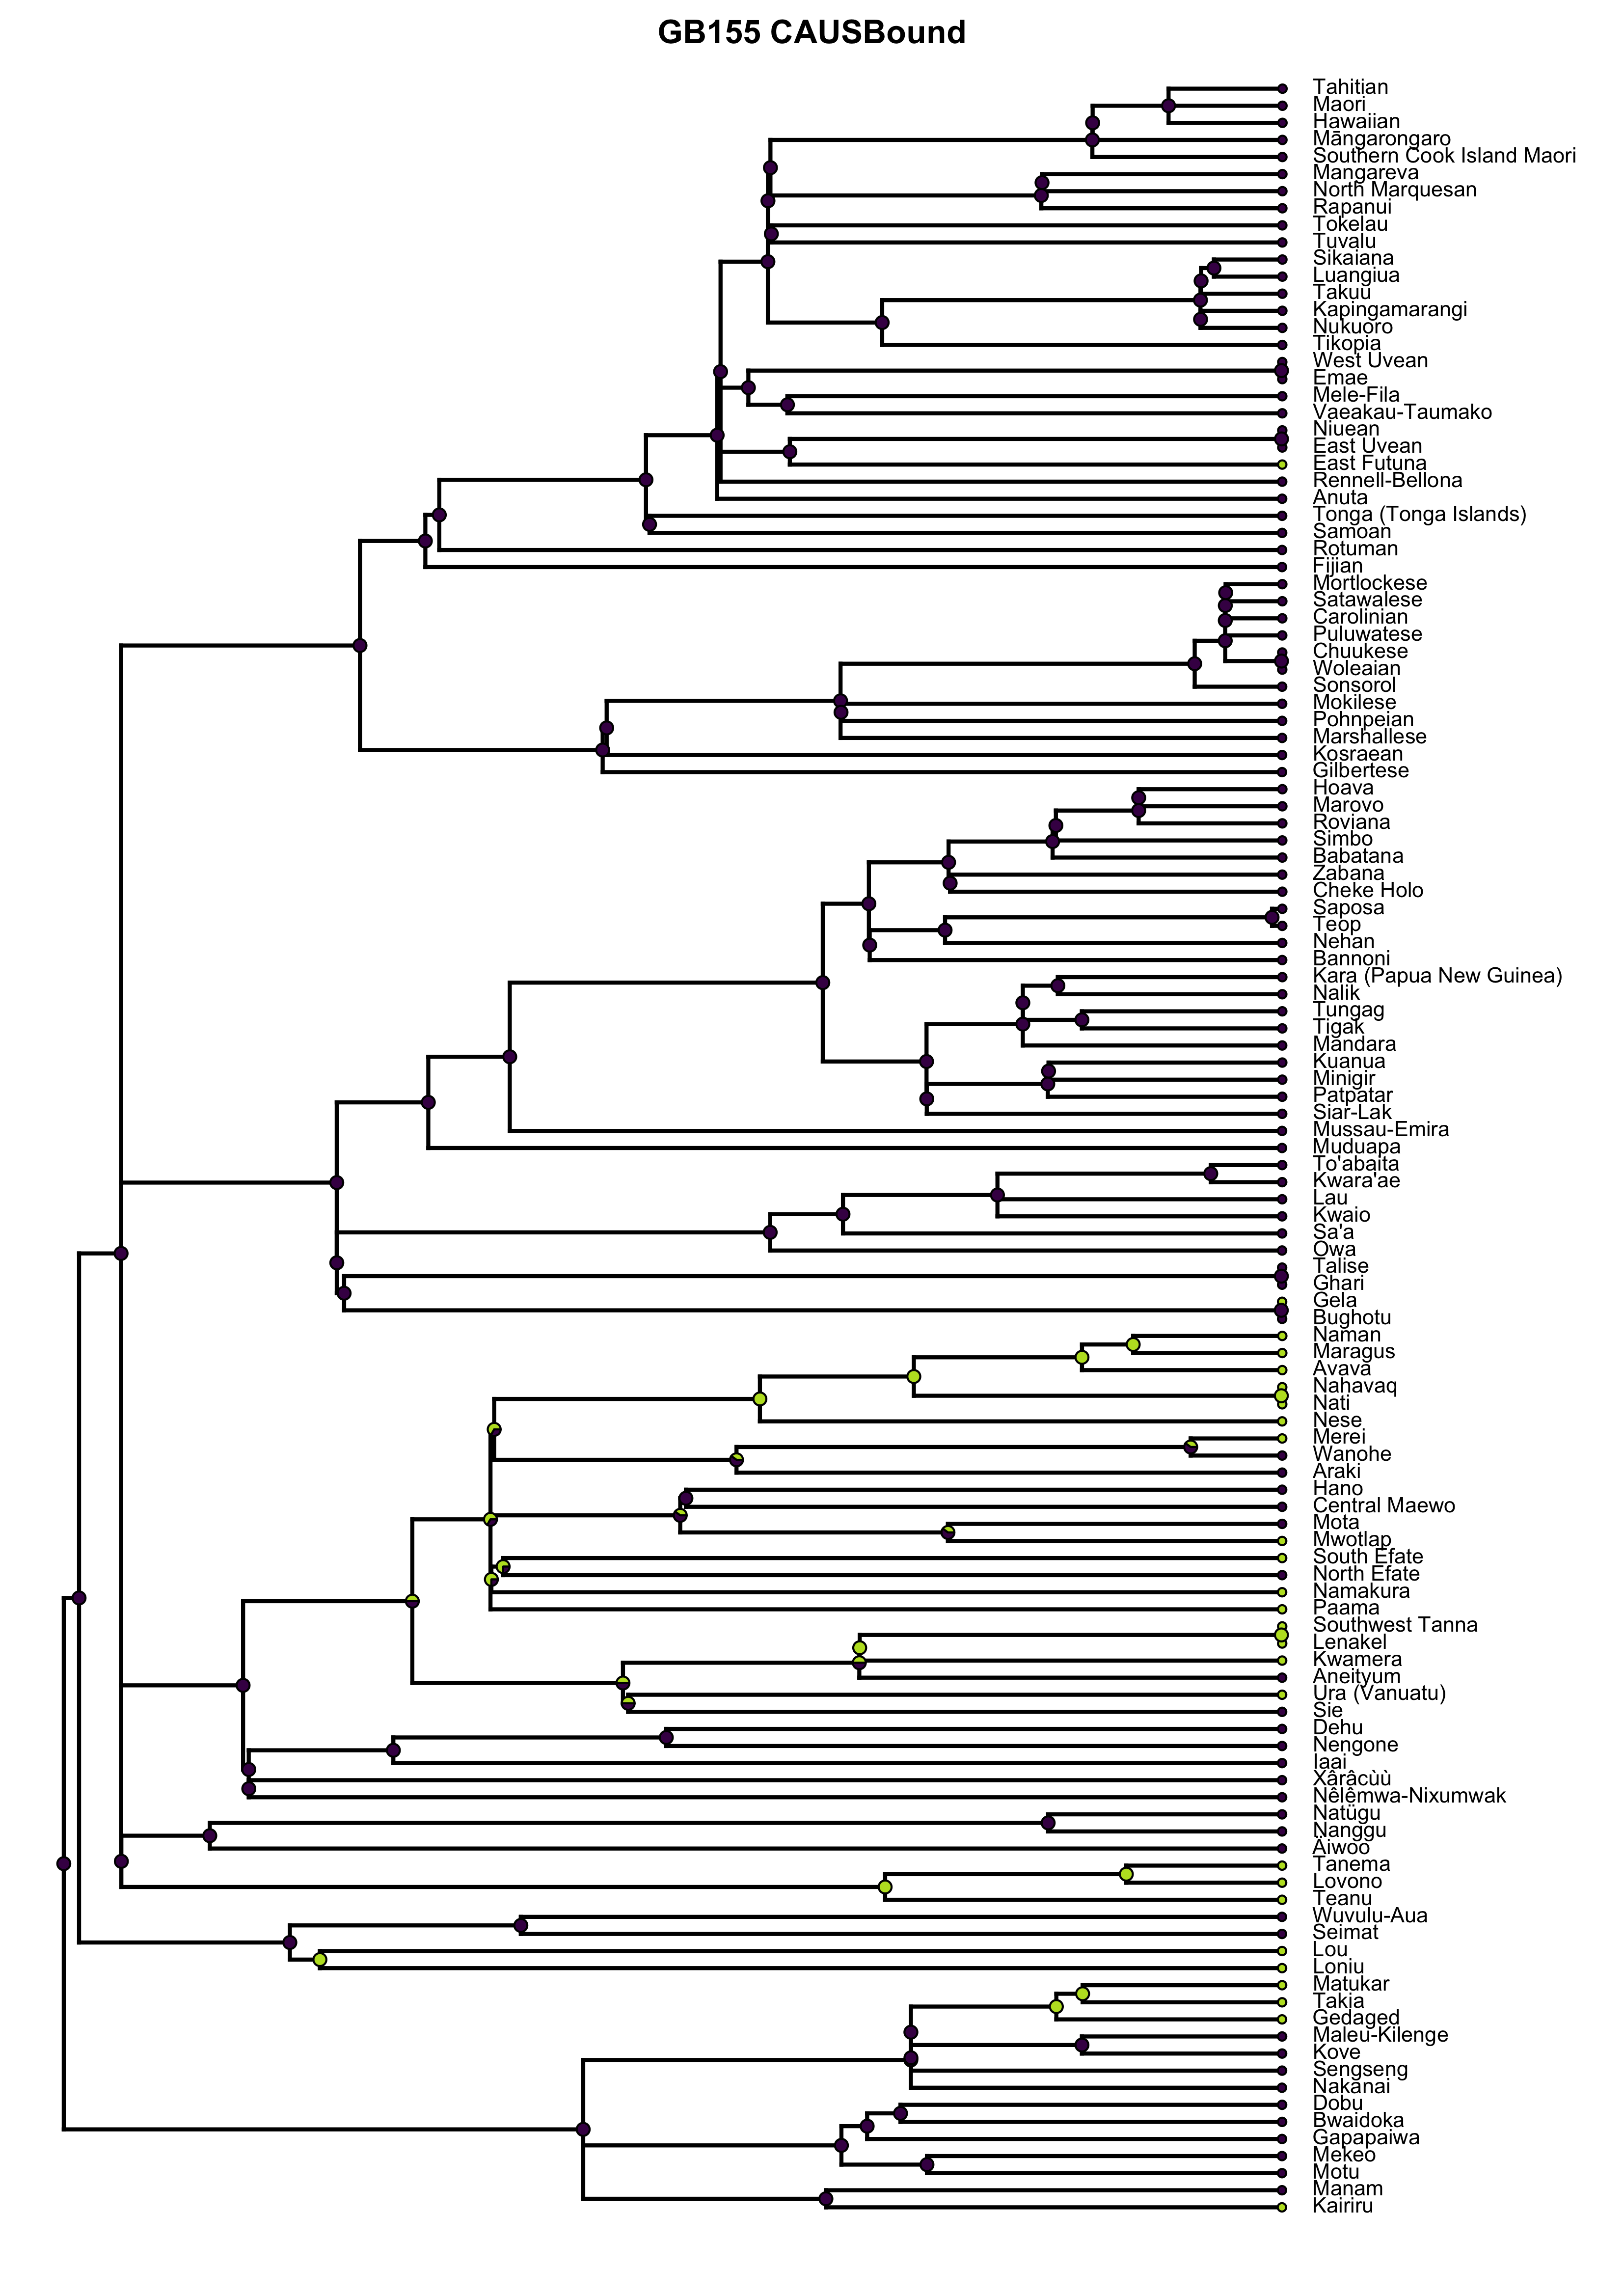 GB155 CAUSBound
Tahitian
Maori
Hawaiian
Māngarongaro
Southern Cook Island Maori
Mangareva
North Marquesan
Rapanui
Tokelau
Tuvalu
Sikaiana
Luangiua
Takuu
Kapingamarangi
Nukuoro
Tikopia
West Uvean
Emae
Mele-Fila
Vaeakau-Taumako
Niuean
East Uvean
East Futuna
Rennell-Bellona
Anuta
Tonga (Tonga Islands)
Samoan
Rotuman
Fijian
Mortlockese
Satawalese
Carolinian
Puluwatese
Chuukese
Woleaian
Sonsorol
Mokilese
Pohnpeian
Marshallese
Kosraean
Gilbertese
Hoava
Marovo
Roviana
Simbo
Babatana
Zabana
Cheke Holo
Saposa
Teop
Nehan
Bannoni
Kara (Papua New Guinea)
Nalik
Tungag
Tigak
Mandara
Kuanua
Minigir
Patpatar
Siar-Lak
Mussau-Emira
Muduapa
To'abaita
Kwara'ae
Lau
Kwaio
Sa'a
Owa
Talise
Ghari
Gela
Bughotu
Naman
Maragus
Avava
Nahavaq
Nati
Nese
Merei
Wanohe
Araki
Hano
Central Maewo
Mota
Mwotlap
South Efate
North Efate
Namakura
Paama
Southwest Tanna
Lenakel
Kwamera
Aneityum
Ura (Vanuatu)
Sie
Dehu
Nengone
Iaai
Xârâcùù
Nêlêmwa-Nixumwak
Natügu
Nanggu
Äiwoo
Tanema
Lovono
Teanu
Wuvulu-Aua
Seimat
Lou
Loniu
Matukar
Takia
Gedaged
Maleu-Kilenge
Kove
Sengseng
Nakanai
Dobu
Bwaidoka
Gapapaiwa
Mekeo
Motu
Manam
Kairiru